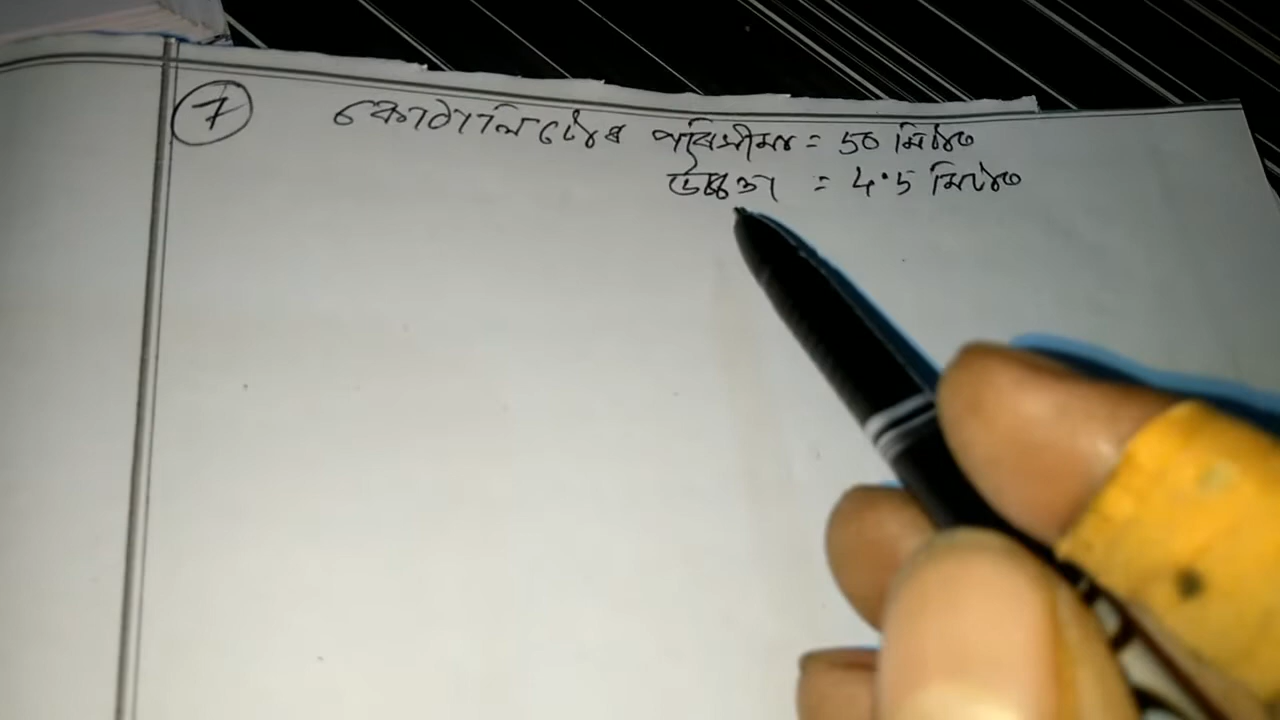 7 কোঠালিটোৰ পৰিসীমা = 50 মিটাৰ
উচ্চতা = 4.5 মিটাৰ